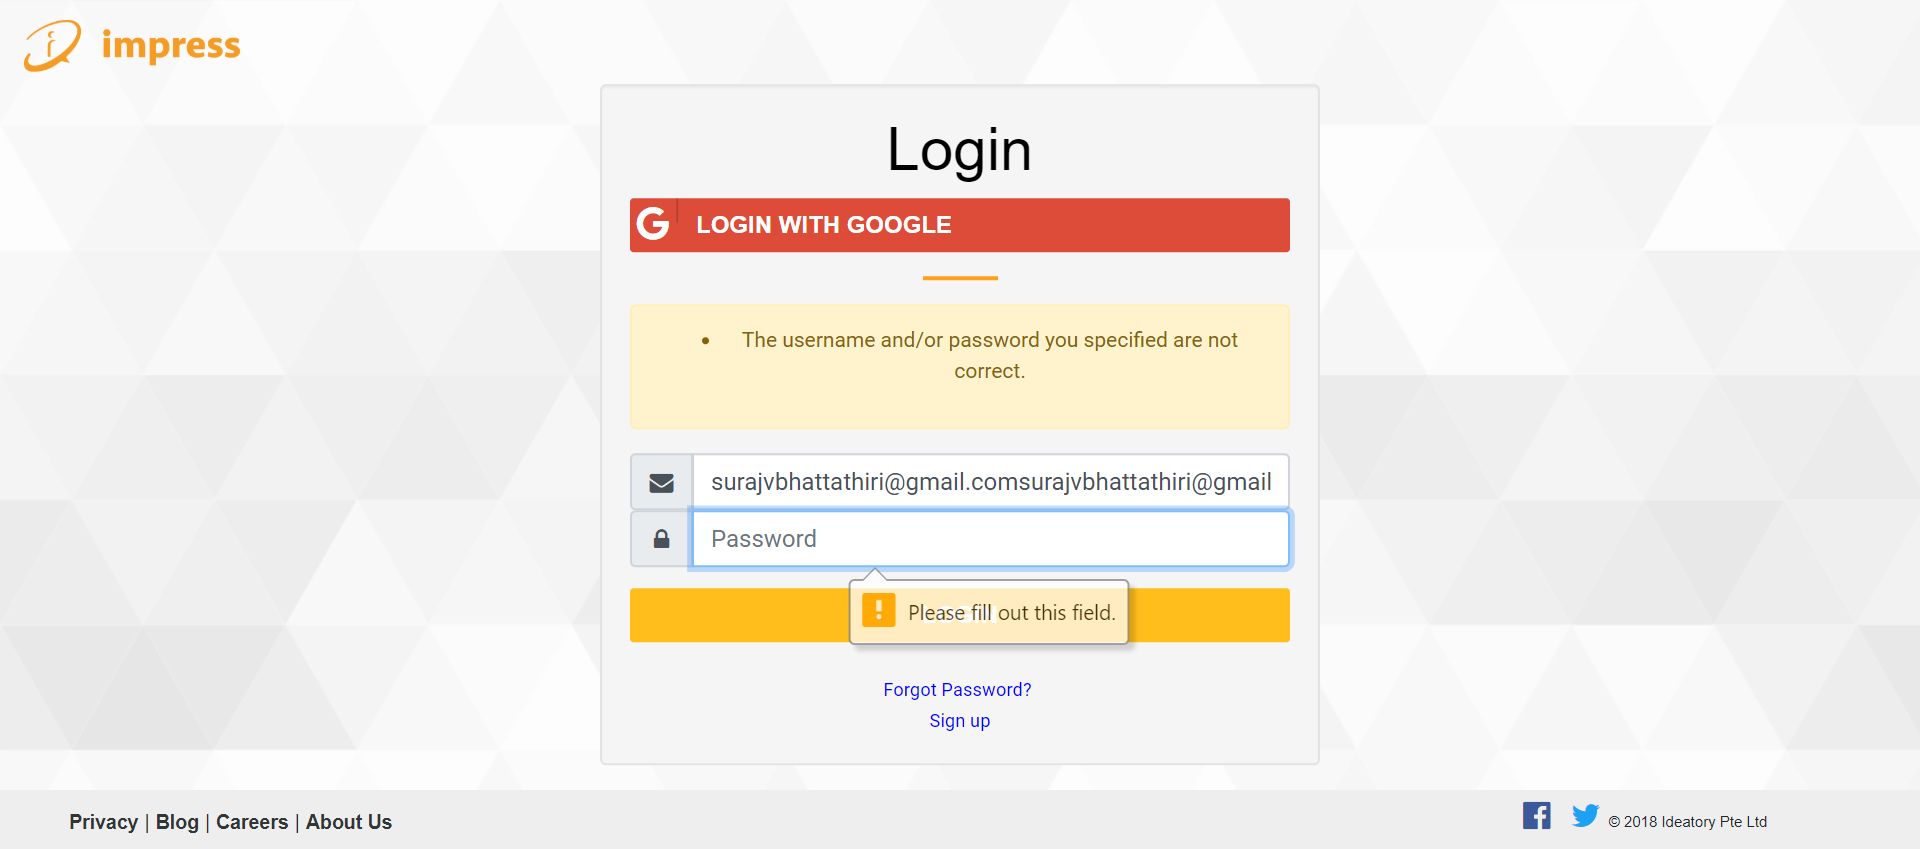 impress
Login
LOGIN WITH GOOGLE
The username and/or password you specified are not
correct.
surajvbhattathiri@gmail.comsurajvbhattathiri@gmail
Password
Please fill out this field.
Forgot Password?
Sign up
Privacy | Blog | Careers | About Us
© 2018 Ideatory Pte Ltd